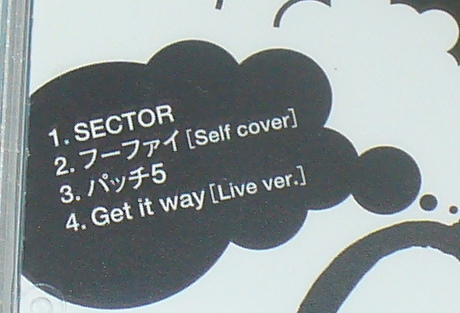 1. SECTOR
2. フーファイ [Self cover]
3. パッチ5
4. Get it way [Live ver.]